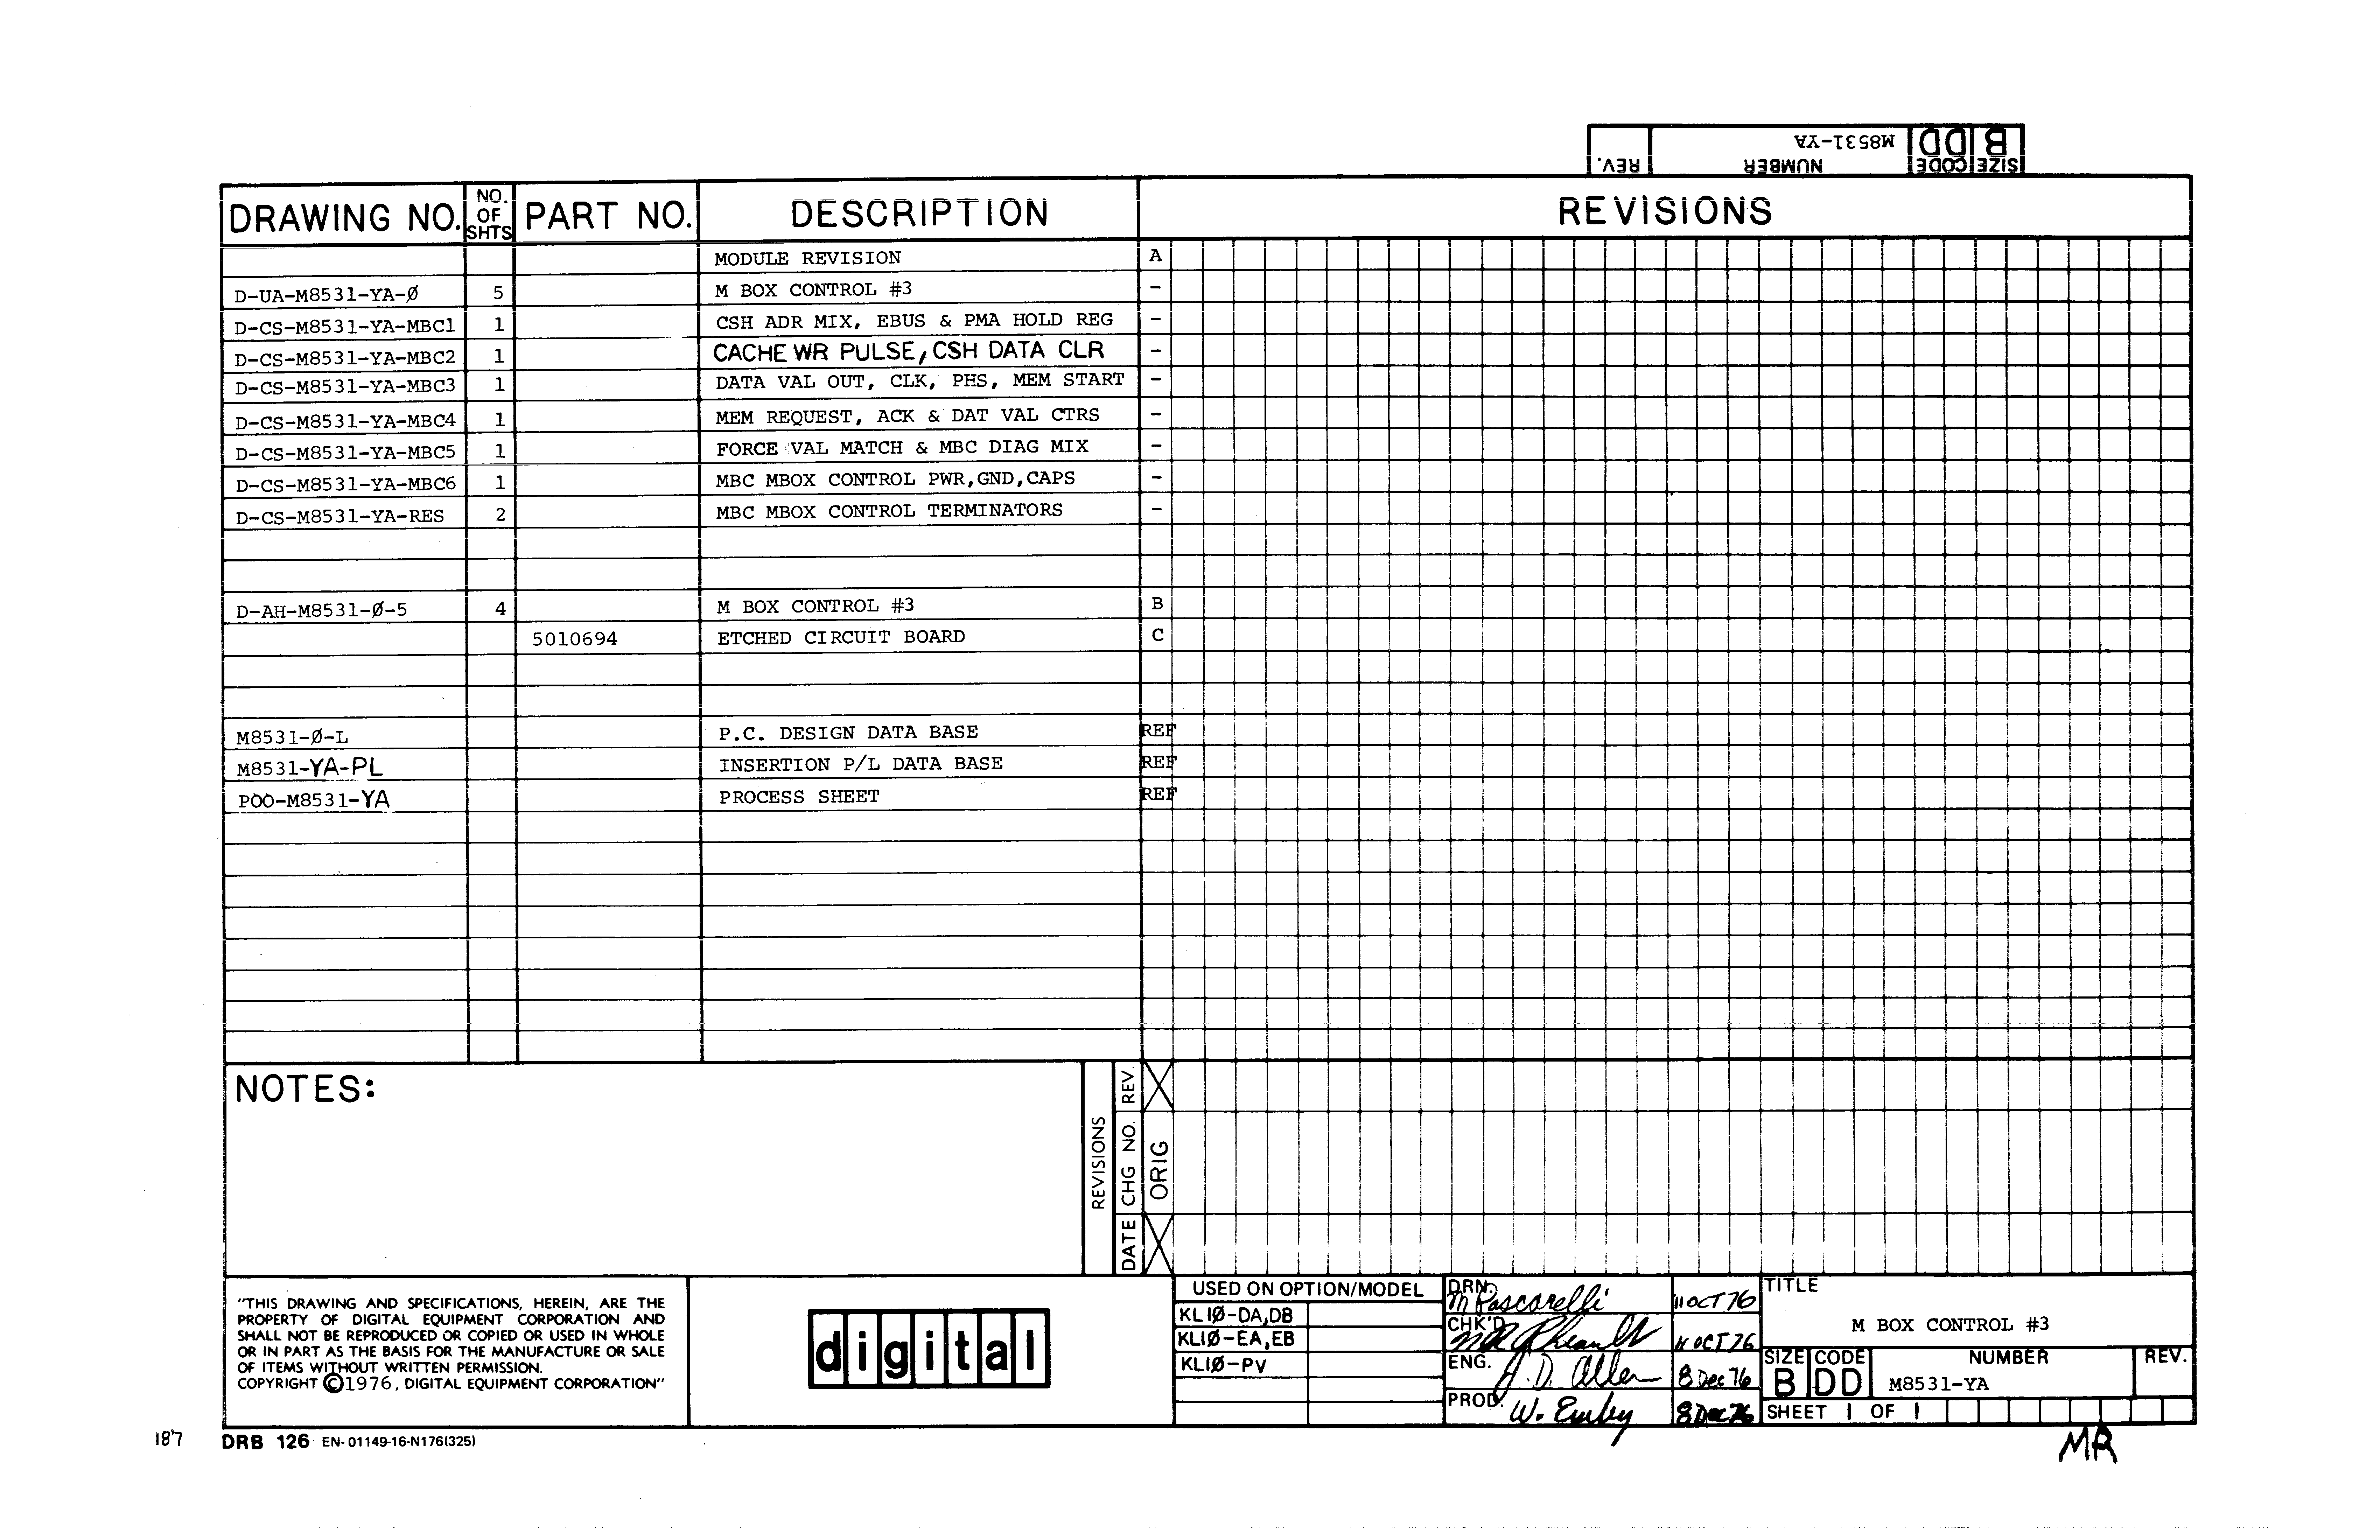 SIZE CODE NUMBER REV.
B DD M8531-YA
DRAWING NO. NO. OF SHTS PART NO. DESCRIPTION REVISIONS
MODULE REVISION A
D-UA-M8531-YA-Ø 5 M BOX CONTROL #3 -
D-CS-M8531-YA-MBC1 1 CSH ADR MIX, EBUS & PMA HOLD REG -
D-CS-M8531-YA-MBC2 1 CACHE WR PULSE, CSH DATA CLR -
D-CS-M8531-YA-MBC3 1 DATA VAL OUT, CLK, PHS, MEM START -
D-CS-M8531-YA-MBC4 1 MEM REQUEST, ACK & DAT VAL CTRS -
D-CS-M8531-YA-MBC5 1 FORCE VAL MATCH & MBC DIAG MIX -
D-CS-M8531-YA-MBC6 1 MBC MBOX CONTROL PWR,GND,CAPS -
D-CS-M8531-YA-RES 2 MBC MBOX CONTROL TERMINATORS -
D-AH-M8531-Ø-5 4 M BOX CONTROL #3 B
5010694 ETCHED CIRCUIT BOARD C
M8531-Ø-L P.C. DESIGN DATA BASE REF
M8531-YA-PL INSERTION P/L DATA BASE REF
POO-M8531-YA PROCESS SHEET REF
NOTES:
REVISIONS
DATE CHG NO. REV.
ORIG
"THIS DRAWING AND SPECIFICATIONS, HEREIN, ARE THE
PROPERTY OF DIGITAL EQUIPMENT CORPORATION AND
SHALL NOT BE REPRODUCED OR COPIED OR USED IN WHOLE
OR IN PART AS THE BASIS FOR THE MANUFACTURE OR SALE
OF ITEMS WITHOUT WRITTEN PERMISSION.
COPYRIGHT ©1976, DIGITAL EQUIPMENT CORPORATION"
digital
USED ON OPTION/MODEL
KL1Ø-DA,DB
KL1Ø-EA,EB
KL1Ø-PV
DRN. M Pascarelli 11 OCT 76
CHK'D 11 OCT 76
ENG. J. D. Allen 8 Dec 76
PROD. W. 8 Dec 76
TITLE
M BOX CONTROL #3
SIZE CODE NUMBER REV.
B DD M8531-YA
SHEET 1 OF 1
187
DRB 126 EN-01149-16-N176(325)
MR